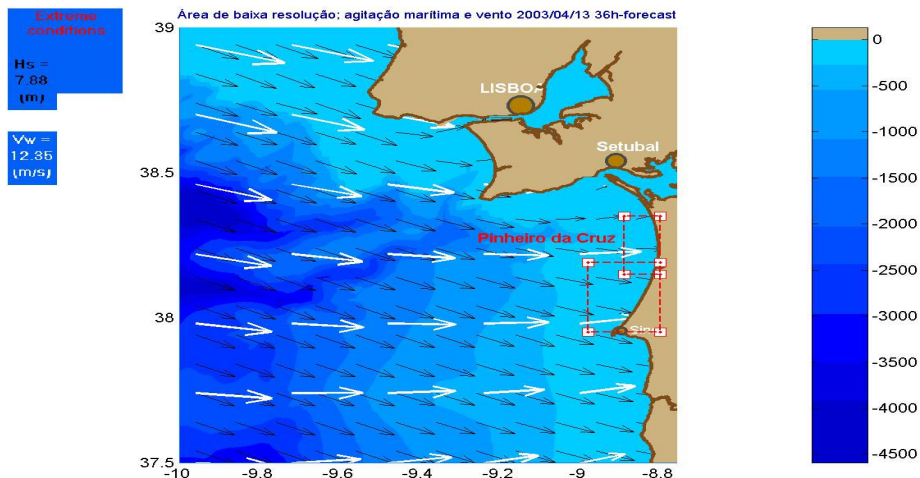 Área de baixa resolução; agitação marítima e vento 2003/04/13 36h-forecast
Extreme
conditions
Hs =
7.88
(m)
Vw =
12.35
(m/s)
39
38.5
38
37.5
-10
-9.8
-9.6
-9.4
-9.2
-9
-8.8
LISBOA
Setubal
Pinheiro da Cruz
0
-500
-1000
-2000
-2500
-3000
-3500
-4000
-4500